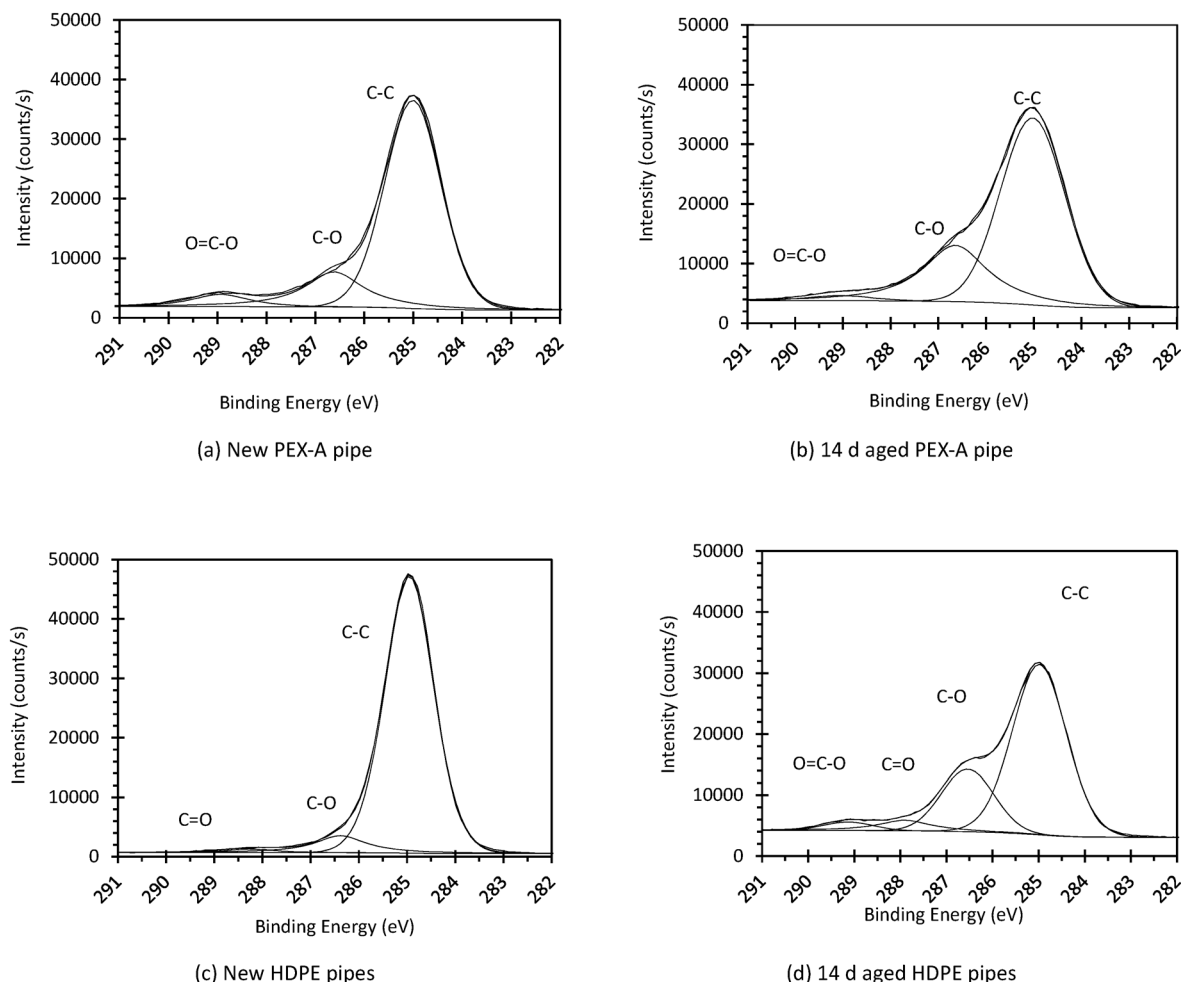 50000
40000
30000
20000
10000
0
Intensity (counts/s)
C-C
C-O
O=C-O
291 290 289 288 287 286 285 284 283 282
Binding Energy (eV)
(a) New PEX-A pipe
50000
40000
30000
20000
10000
0
Intensity (counts/s)
C-C
C-O
O=C-O
291 290 289 288 287 286 285 284 283 282
Binding Energy (eV)
(b) 14 d aged PEX-A pipe
50000
40000
30000
20000
10000
0
Intensity (counts/s)
C-C
C-O
C=O
291 290 289 288 287 286 285 284 283 282
Binding Energy (eV)
(c) New HDPE pipes
50000
40000
30000
20000
10000
0
Intensity (counts/s)
C-C
C-O
O=C-O C=O
291 290 289 288 287 286 285 284 283 282
Binding Energy (eV)
(d) 14 d aged HDPE pipes